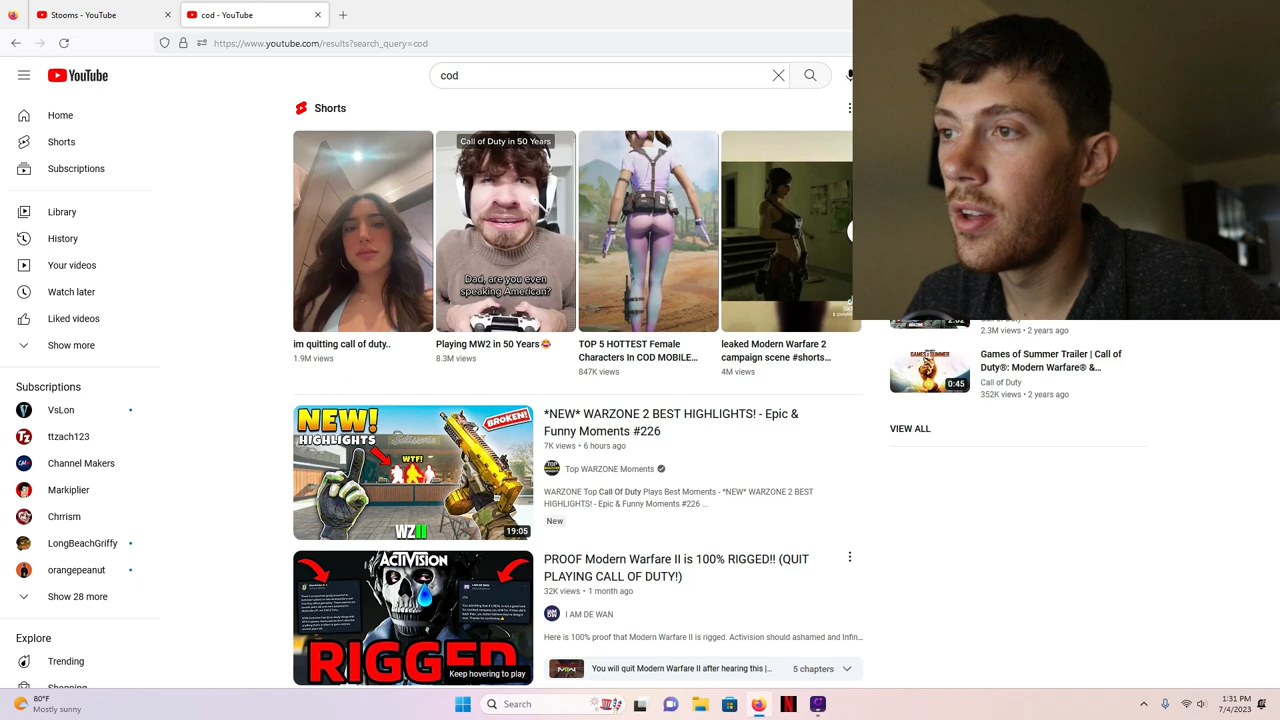 Stooms - YouTube
cod - YouTube
https://www.youtube.com/results?search_query=cod
YouTube
cod
Home
Shorts
Subscriptions
Library
History
Your videos
Watch later
Liked videos
Show more
Subscriptions
VsLon
ttzach123
Channel Makers
Markiplier
Chrrism
LongBeachGriffy
orangepeanut
Show 28 more
Explore
Trending
Shorts
Call of Duty in 50 Years
Dad, are you even
speaking American?
im quitting call of duty..
1.9M views
Playing MW2 in 50 Years😂
8.3M views
TOP 5 HOTTEST Female
Characters In COD MOBILE...
847K views
leaked Modern Warfare 2
campaign scene #shorts...
4M views
NEW!
HIGHLIGHTS
BROKEN!
WTF!
WZII
19:05
*NEW* WARZONE 2 BEST HIGHLIGHTS! - Epic &
Funny Moments #226
7K views • 6 hours ago
Top WARZONE Moments
WARZONE Top Call Of Duty Plays Best Moments - *NEW* WARZONE 2 BEST
HIGHLIGHTS! - Epic & Funny Moments #226 ...
New
ACTIVISION
RIGGED
Keep hovering to play
PROOF Modern Warfare II is 100% RIGGED!! (QUIT
PLAYING CALL OF DUTY!)
32K views • 1 month ago
I AM DE WAN
Here is 100% proof that Modern Warfare II is rigged. Activision should ashamed and Infin...
You will quit Modern Warfare II after hearing this |...
5 chapters
2.3M views • 2 years ago
GAMES OF SUMMER
0:45
Games of Summer Trailer | Call of
Duty®: Modern Warfare® &...
Call of Duty
352K views • 2 years ago
VIEW ALL
80°F
Mostly sunny
Search
1:31 PM
7/4/2023